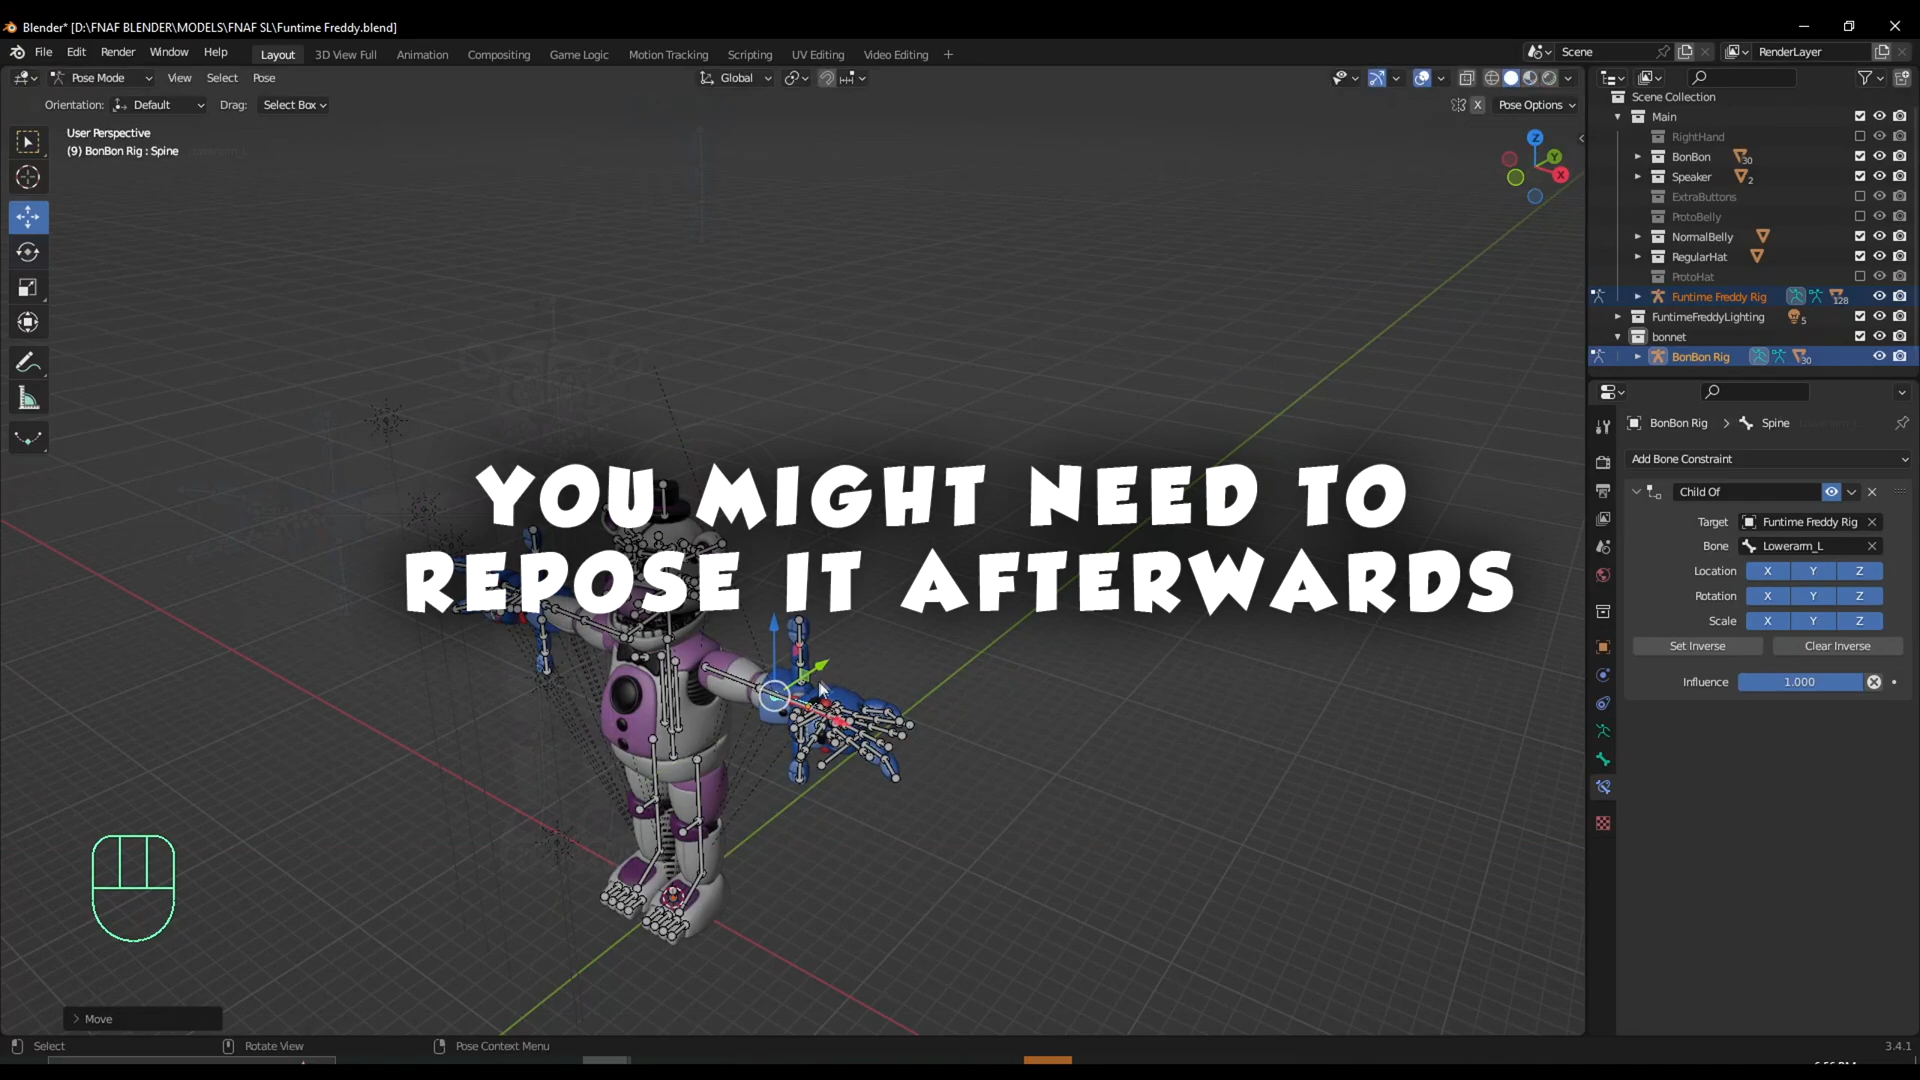 Blender* [D:\FNAF BLENDER\MODELS\FNAF SL\Funtime Freddy.blend]
File Edit Render Window Help Layout 3D View Full Animation Compositing Game Logic Motion Tracking Scripting UV Editing Video Editing + Scene RenderLayer
Pose Mode View Select Pose Global
Orientation: Default Drag: Select Box X Pose Options
User Perspective
(9) BonBon Rig : Spine
Z
Y
X
Scene Collection
Main
RightHand
BonBon 30
Speaker 2
ExtraButtons
ProtoBelly
NormalBelly
RegularHat
ProtoHat
Funtime Freddy Rig 128
FuntimeFreddyLighting 5
bonnet
BonBon Rig 30
BonBon Rig > Spine
Add Bone Constraint
Child Of
Target Funtime Freddy Rig
Bone Lowerarm_L
Location X Y Z
Rotation X Y Z
Scale X Y Z
Set Inverse Clear Inverse
Influence 1.000
YOU MIGHT NEED TO
REPOSE IT AFTERWARDS
> Move
Select Rotate View Pose Context Menu 3.4.1